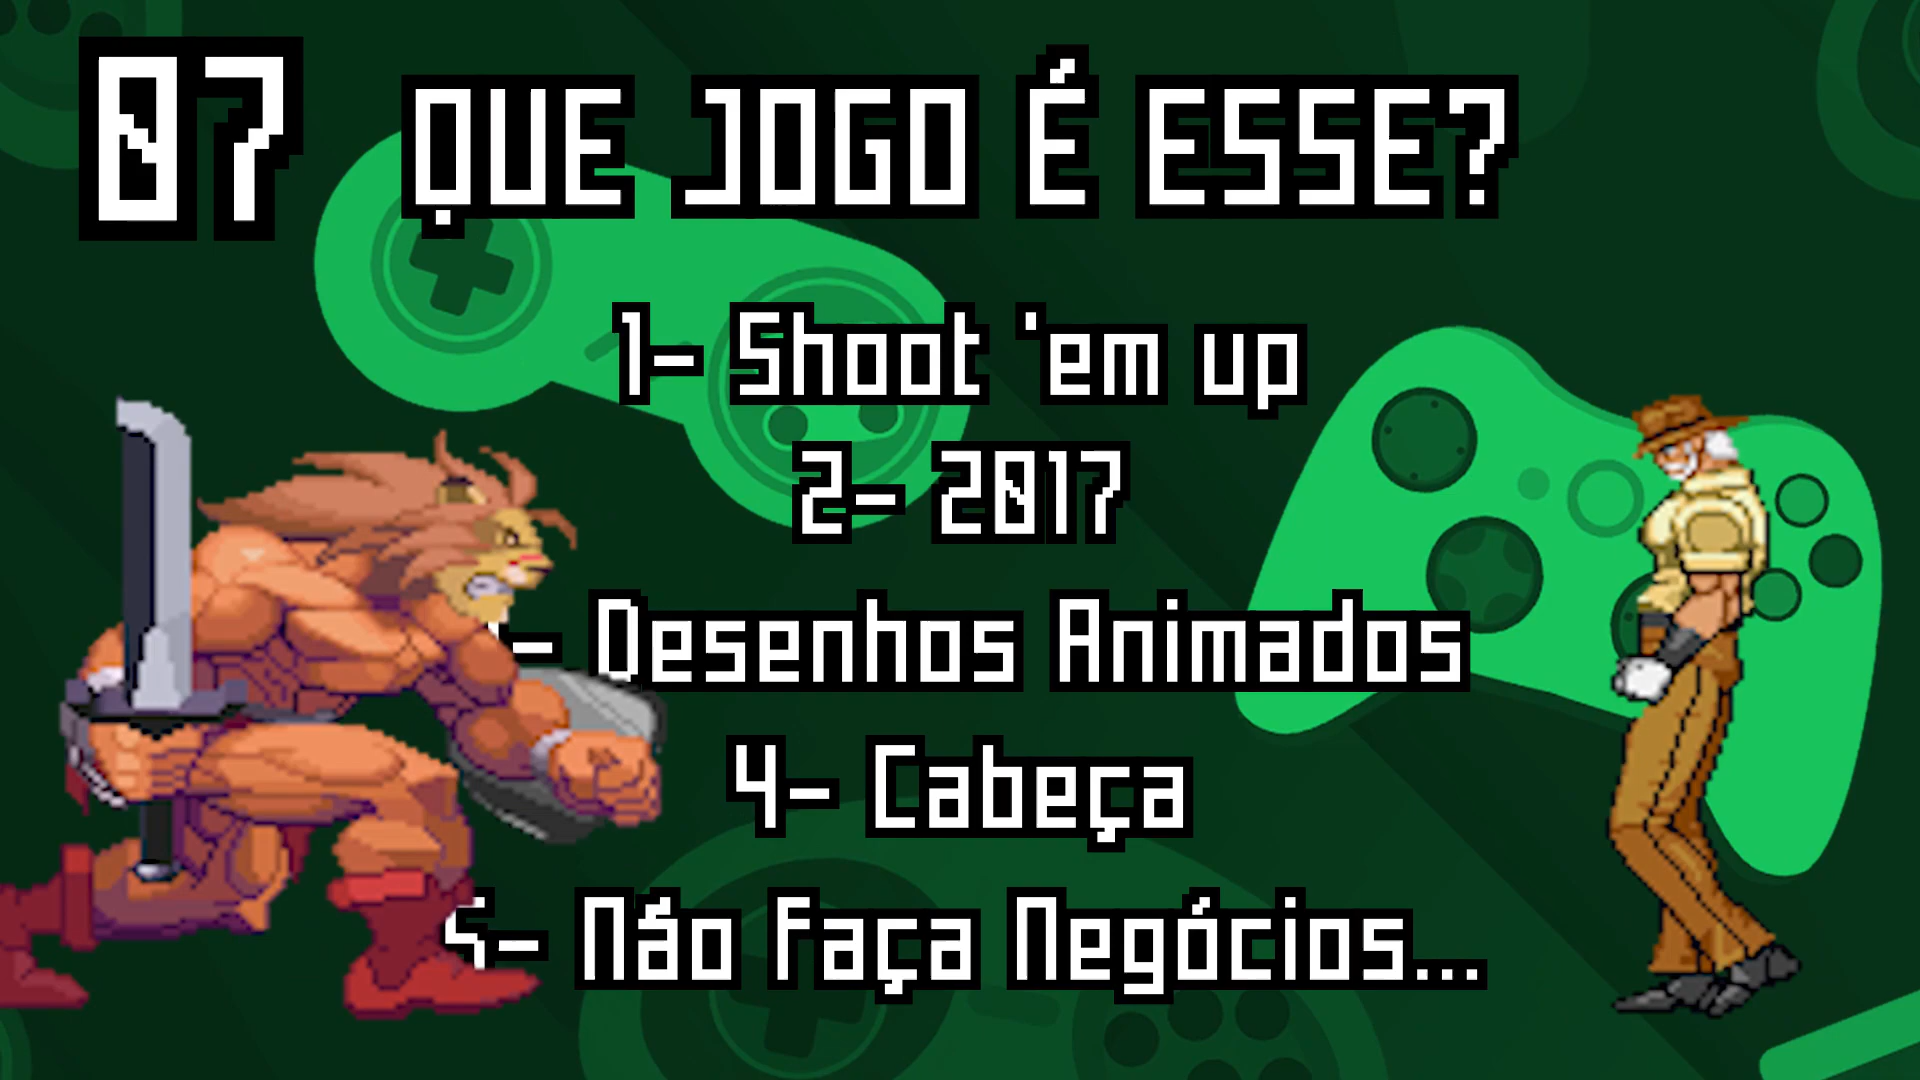 07 QUE JOGO É ESSE?
1- Shoot 'em up
2- 2017
- Desenhos Animados
4- Cabeça
5- Não Faça Negócios...